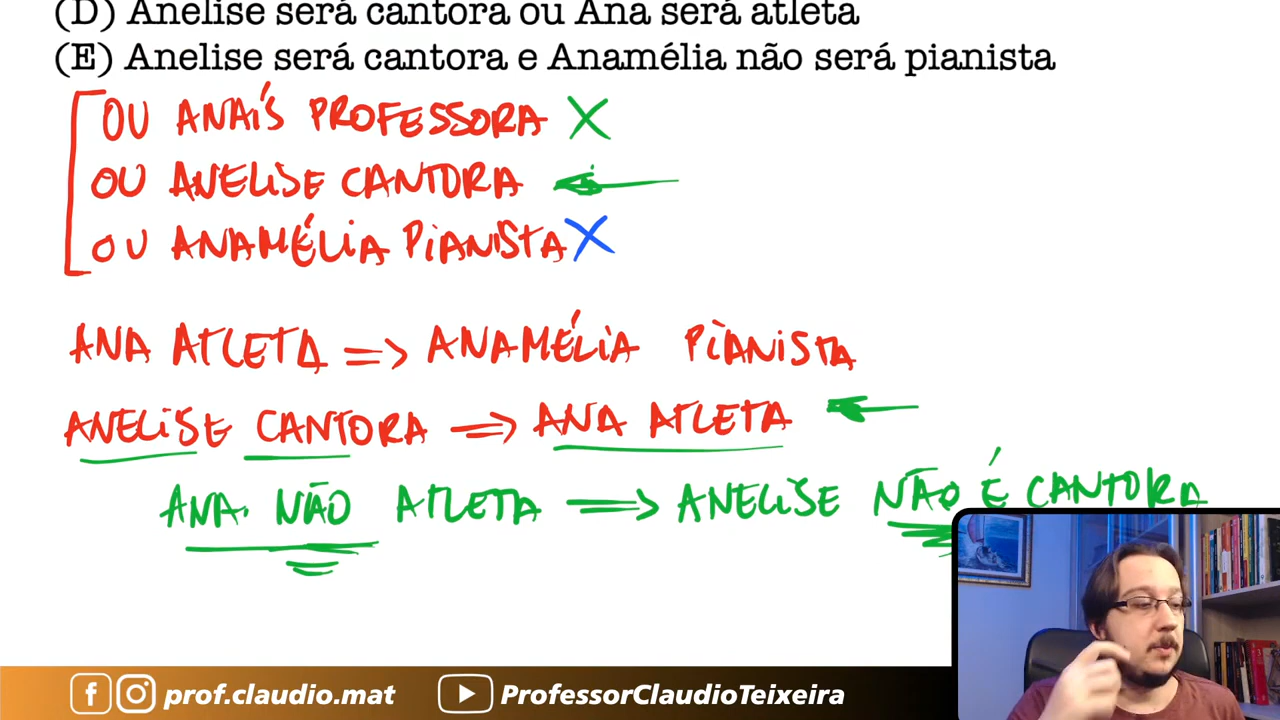 (D) Anelise será cantora ou Ana será atleta
(E) Anelise será cantora e Anamélia não será pianista
OU ANAÍS PROFESSORA X
OU ANELISE CANTORA
OU ANAMÉLIA PIANISTA X
ANA ATLETA => ANAMÉLIA PIANISTA
ANELISE CANTORA => ANA ATLETA
ANA NÃO ATLETA => ANELISE NÃO É CANTORA
prof.claudio.mat ProfessorClaudioTeixeira